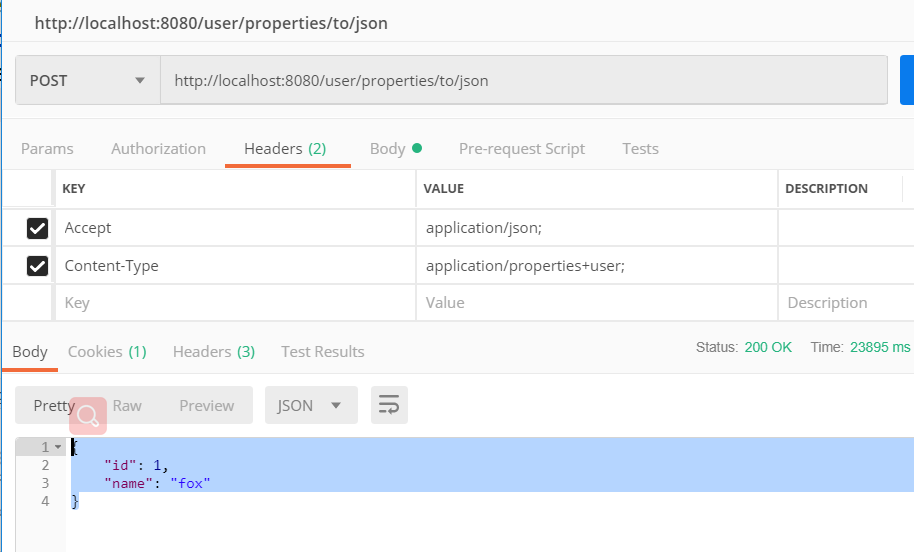 http://localhost:8080/user/properties/to/json
POST http://localhost:8080/user/properties/to/json
Params Authorization Headers (2) Body Pre-request Script Tests
KEY VALUE DESCRIPTION
Accept application/json;
Content-Type application/properties+user;
Key Value Description
Body Cookies (1) Headers (3) Test Results Status: 200 OK Time: 23895 ms
Pretty Raw Preview JSON
1 {
2 "id": 1,
3 "name": "fox"
4 }